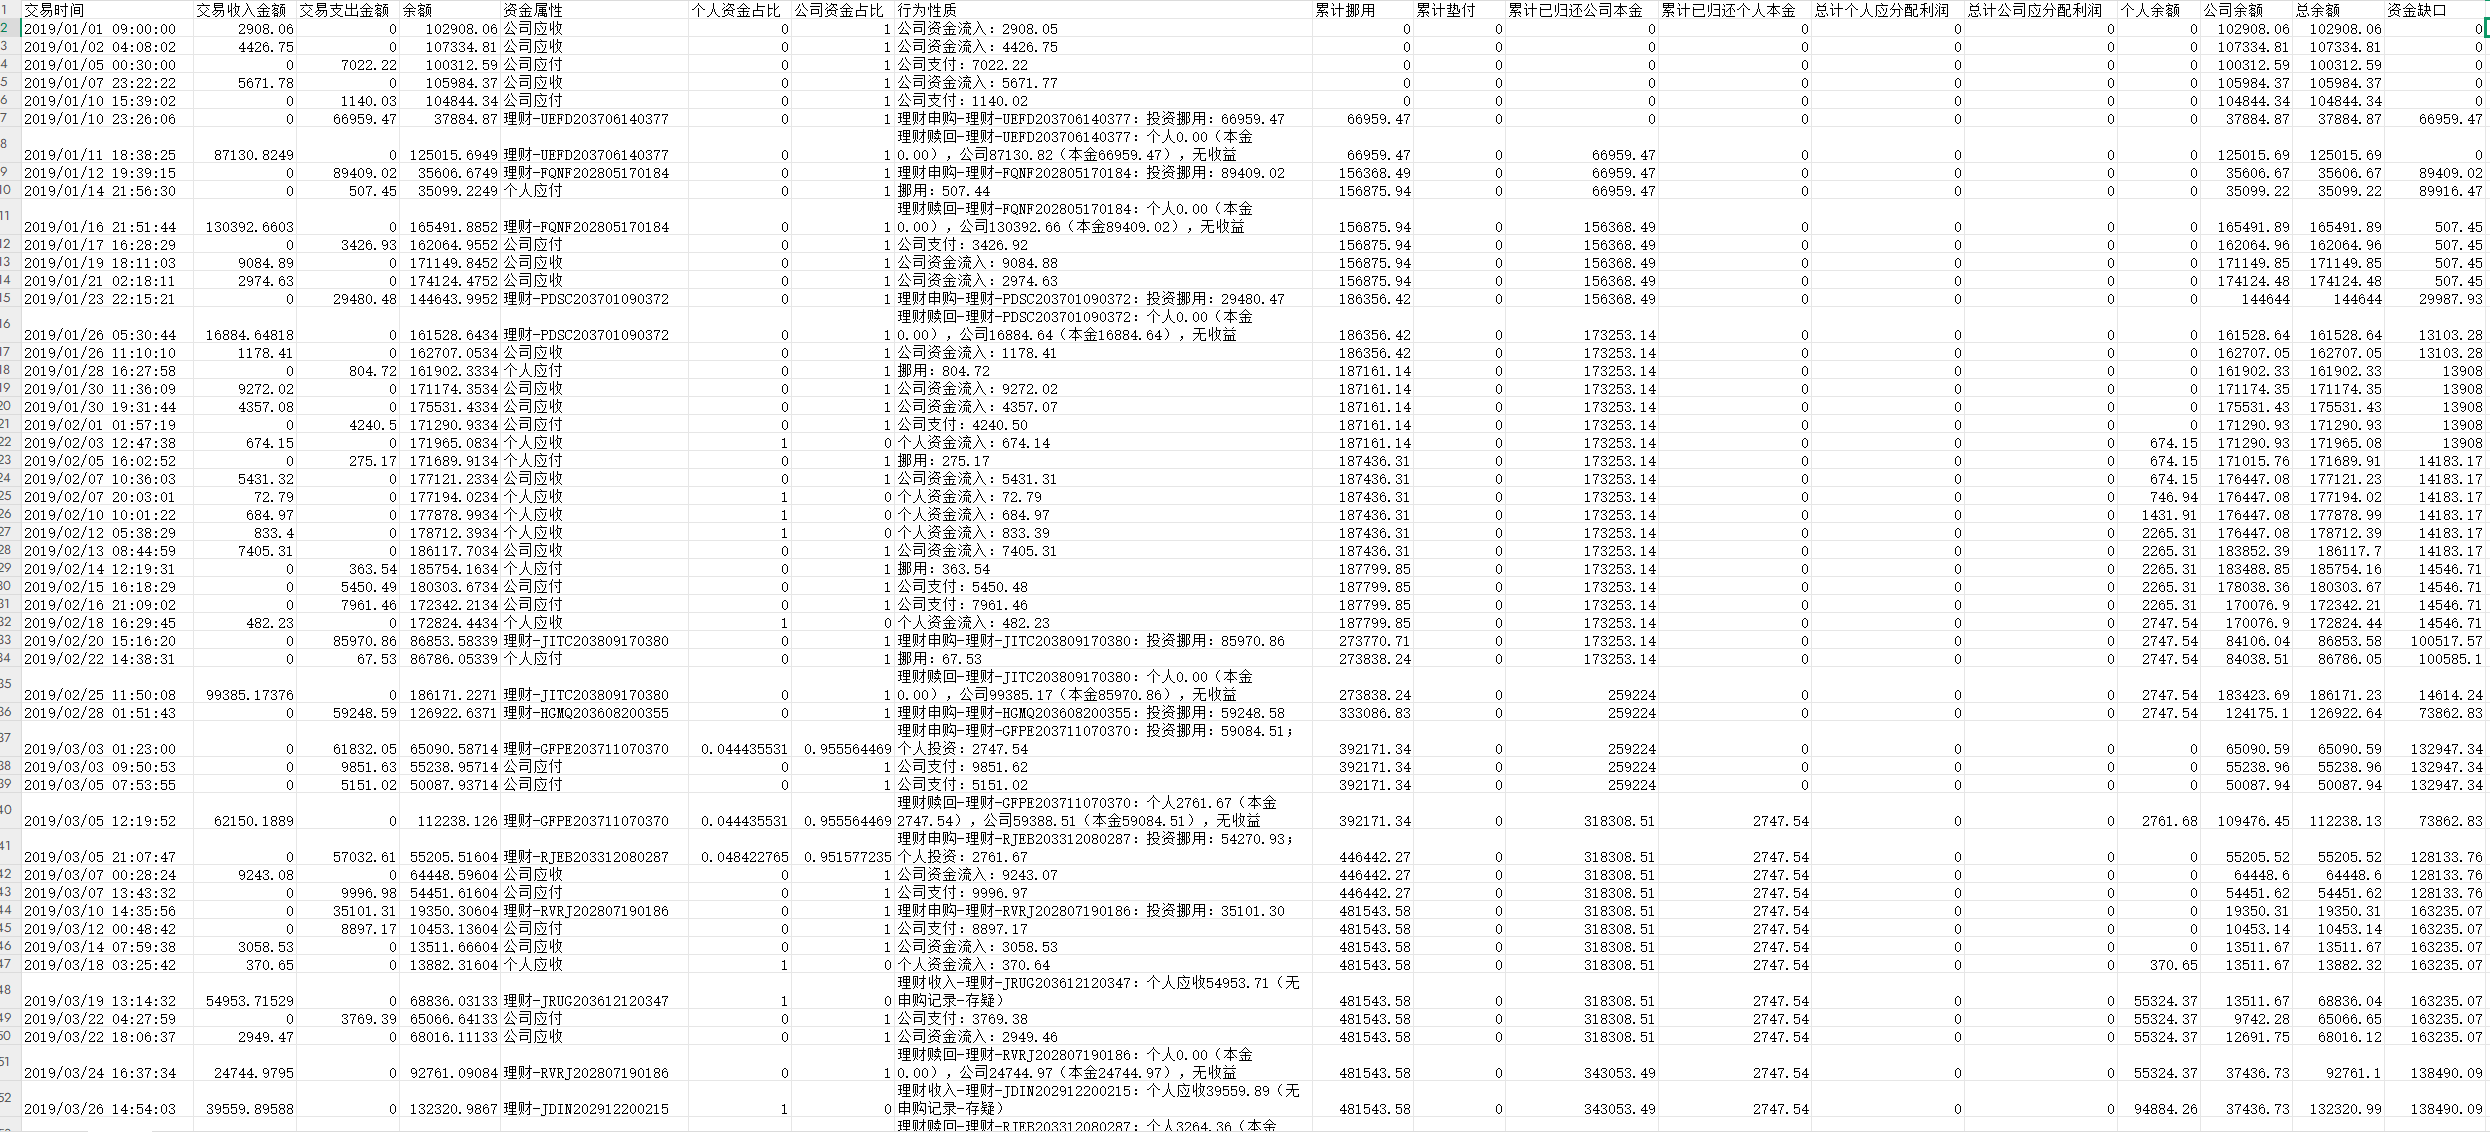 1 交易时间 交易收入金额 交易支出金额 余额 资金属性 个人资金占比 公司资金占比 行为性质 累计挪用 累计垫付 累计已归还公司本金 累计已归还个人本金 总计个人应分配利润 总计公司应分配利润 个人余额 公司余额 总余额 资金缺口
2 2019/01/01 09:00:00 2908.06 0 102908.06 公司应收 0 1 公司资金流入: 2908.05 0 0 0 0 0 0 0 102908.06 102908.06 0
3 2019/01/02 04:08:02 4426.75 0 107334.81 公司应收 0 1 公司资金流入: 4426.75 0 0 0 0 0 0 0 107334.81 107334.81 0
4 2019/01/05 00:30:00 0 7022.22 100312.59 公司应付 0 1 公司支付: 7022.22 0 0 0 0 0 0 0 100312.59 100312.59 0
5 2019/01/07 23:22:22 5671.78 0 105984.37 公司应收 0 1 公司资金流入: 5671.77 0 0 0 0 0 0 0 105984.37 105984.37 0
6 2019/01/10 15:39:02 0 1140.03 104844.34 公司应付 0 1 公司支付: 1140.02 0 0 0 0 0 0 0 104844.34 104844.34 0
7 2019/01/10 23:26:06 0 66959.47 37884.87 理财-UEFD203706140377 0 1 理财申购-理财-UEFD203706140377: 投资挪用: 66959.47 66959.47 0 0 0 0 0 0 37884.87 37884.87 66959.47
8 理财赎回-理财-UEFD203706140377: 个人0.00（本金
2019/01/11 18:38:25 87130.8249 0 125015.6949 理财-UEFD203706140377 0 1 0.00）, 公司87130.82（本金66959.47）, 无收益 66959.47 0 66959.47 0 0 0 0 125015.69 125015.69 0
9 2019/01/12 19:39:15 0 89409.02 35606.6749 理财-FQNF202805170184 0 1 理财申购-理财-FQNF202805170184: 投资挪用: 89409.02 156368.49 0 66959.47 0 0 0 0 35606.67 35606.67 89409.02
10 2019/01/14 21:56:30 0 507.45 35099.2249 个人应付 0 1 挪用: 507.44 156875.94 0 66959.47 0 0 0 0 35099.22 35099.22 89916.47
11 理财赎回-理财-FQNF202805170184: 个人0.00（本金
2019/01/16 21:51:44 130392.6603 0 165491.8852 理财-FQNF202805170184 0 1 0.00）, 公司130392.66（本金89409.02）, 无收益 156875.94 0 156368.49 0 0 0 0 165491.89 165491.89 507.45
12 2019/01/17 16:28:29 0 3426.93 162064.9552 公司应付 0 1 公司支付: 3426.92 156875.94 0 156368.49 0 0 0 0 162064.96 162064.96 507.45
13 2019/01/19 18:11:03 9084.89 0 171149.8452 公司应收 0 1 公司资金流入: 9084.88 156875.94 0 156368.49 0 0 0 0 171149.85 171149.85 507.45
14 2019/01/21 02:18:11 2974.63 0 174124.4752 公司应收 0 1 公司资金流入: 2974.63 156875.94 0 156368.49 0 0 0 0 174124.48 174124.48 507.45
15 2019/01/23 22:15:21 0 29480.48 144643.9952 理财-PDSC203701090372 0 1 理财申购-理财-PDSC203701090372: 投资挪用: 29480.47 186356.42 0 156368.49 0 0 0 0 144644 144644 29987.93
16 理财赎回-理财-PDSC203701090372: 个人0.00（本金
2019/01/26 05:30:44 16884.64818 0 161528.6434 理财-PDSC203701090372 0 1 0.00）, 公司16884.64（本金16884.64）, 无收益 186356.42 0 173253.14 0 0 0 0 161528.64 161528.64 13103.28
17 2019/01/26 11:10:10 1178.41 0 162707.0534 公司应收 0 1 公司资金流入: 1178.41 186356.42 0 173253.14 0 0 0 0 162707.05 162707.05 13103.28
18 2019/01/28 16:27:58 0 804.72 161902.3334 个人应付 0 1 挪用: 804.72 187161.14 0 173253.14 0 0 0 0 161902.33 161902.33 13908
19 2019/01/30 11:36:09 9272.02 0 171174.3534 公司应收 0 1 公司资金流入: 9272.02 187161.14 0 173253.14 0 0 0 0 171174.35 171174.35 13908
20 2019/01/30 19:31:44 4357.08 0 175531.4334 公司应收 0 1 公司资金流入: 4357.07 187161.14 0 173253.14 0 0 0 0 175531.43 175531.43 13908
21 2019/02/01 01:57:19 0 4240.5 171290.9334 公司应付 0 1 公司支付: 4240.50 187161.14 0 173253.14 0 0 0 0 171290.93 171290.93 13908
22 2019/02/03 12:47:38 674.15 0 171965.0834 个人应收 1 0 个人资金流入: 674.14 187161.14 0 173253.14 0 0 0 674.15 171290.93 171965.08 13908
23 2019/02/05 16:02:52 0 275.17 171689.9134 个人应付 0 1 挪用: 275.17 187436.31 0 173253.14 0 0 0 674.15 171015.76 171689.91 14183.17
24 2019/02/07 10:36:03 5431.32 0 177121.2334 公司应收 0 1 公司资金流入: 5431.31 187436.31 0 173253.14 0 0 0 674.15 176447.08 177121.23 14183.17
25 2019/02/07 20:03:01 72.79 0 177194.0234 个人应收 1 0 个人资金流入: 72.79 187436.31 0 173253.14 0 0 0 746.94 176447.08 177194.02 14183.17
26 2019/02/10 10:01:22 684.97 0 177878.9934 个人应收 1 0 个人资金流入: 684.97 187436.31 0 173253.14 0 0 0 1431.91 176447.08 177878.99 14183.17
27 2019/02/12 05:38:29 833.4 0 178712.3934 个人应收 1 0 个人资金流入: 833.39 187436.31 0 173253.14 0 0 0 2265.31 176447.08 178712.39 14183.17
28 2019/02/13 08:44:59 7405.31 0 186117.7034 公司应收 0 1 公司资金流入: 7405.31 187436.31 0 173253.14 0 0 0 2265.31 183852.39 186117.7 14183.17
29 2019/02/14 12:19:31 0 363.54 185754.1634 个人应付 0 1 挪用: 363.54 187799.85 0 173253.14 0 0 0 2265.31 183488.85 185754.16 14546.71
30 2019/02/15 16:18:29 0 5450.49 180303.6734 公司应付 0 1 公司支付: 5450.48 187799.85 0 173253.14 0 0 0 2265.31 178038.36 180303.67 14546.71
31 2019/02/16 21:09:02 0 7961.46 172342.2134 公司应付 0 1 公司支付: 7961.46 187799.85 0 173253.14 0 0 0 2265.31 170076.9 172342.21 14546.71
32 2019/02/18 16:29:45 482.23 0 172824.4434 个人应收 1 0 个人资金流入: 482.23 187799.85 0 173253.14 0 0 0 2747.54 170076.9 172824.44 14546.71
33 2019/02/20 15:16:20 0 85970.86 86853.58339 理财-JITC203809170380 0 1 理财申购-理财-JITC203809170380: 投资挪用: 85970.86 273770.71 0 173253.14 0 0 0 2747.54 84106.04 86853.58 100517.57
34 2019/02/22 14:38:31 0 67.53 86786.05339 个人应付 0 1 挪用: 67.53 273838.24 0 173253.14 0 0 0 2747.54 84038.51 86786.05 100585.1
35 理财赎回-理财-JITC203809170380: 个人0.00（本金
2019/02/25 11:50:08 99385.17376 0 186171.2271 理财-JITC203809170380 0 1 0.00）, 公司99385.17（本金85970.86）, 无收益 273838.24 0 259224 0 0 0 2747.54 183423.69 186171.23 14614.24
36 2019/02/28 01:51:43 0 59248.59 126922.6371 理财-HGMQ203608200355 0 1 理财申购-理财-HGMQ203608200355: 投资挪用: 59248.58 333086.83 0 259224 0 0 0 2747.54 124175.1 126922.64 73862.83
37 理财申购-理财-GFPE203711070370: 投资挪用: 59084.51;
2019/03/03 01:23:00 0 61832.05 65090.58714 理财-GFPE203711070370 0.044435531 0.955564469 个人投资: 2747.54 392171.34 0 259224 0 0 0 0 65090.59 65090.59 132947.34
38 2019/03/03 09:50:53 0 9851.63 55238.95714 公司应付 0 1 公司支付: 9851.62 392171.34 0 259224 0 0 0 0 55238.96 55238.96 132947.34
39 2019/03/05 07:53:55 0 5151.02 50087.93714 公司应付 0 1 公司支付: 5151.02 392171.34 0 259224 0 0 0 0 50087.94 50087.94 132947.34
40 理财赎回-理财-GFPE203711070370: 个人2761.67（本金
2019/03/05 12:19:52 62150.1889 0 112238.126 理财-GFPE203711070370 0.044435531 0.955564469 2747.54）, 公司59388.51（本金59084.51）, 无收益 392171.34 0 318308.51 2747.54 0 0 2761.68 109476.45 112238.13 73862.83
41 理财申购-理财-RJEB203312080287: 投资挪用: 54270.93;
2019/03/05 21:07:47 0 57032.61 55205.51604 理财-RJEB203312080287 0.048422765 0.951577235 个人投资: 2761.67 446442.27 0 318308.51 2747.54 0 0 0 55205.52 55205.52 128133.76
42 2019/03/07 00:28:24 9243.08 0 64448.59604 公司应收 0 1 公司资金流入: 9243.07 446442.27 0 318308.51 2747.54 0 0 0 64448.6 64448.6 128133.76
43 2019/03/07 13:43:32 0 9996.98 54451.61604 公司应付 0 1 公司支付: 9996.97 446442.27 0 318308.51 2747.54 0 0 0 54451.62 54451.62 128133.76
44 2019/03/10 14:35:56 0 35101.31 19350.30604 理财-RVRJ202807190186 0 1 理财申购-理财-RVRJ202807190186: 投资挪用: 35101.30 481543.58 0 318308.51 2747.54 0 0 0 19350.31 19350.31 163235.07
45 2019/03/12 00:48:42 0 8897.17 10453.13604 公司应付 0 1 公司支付: 8897.17 481543.58 0 318308.51 2747.54 0 0 0 10453.14 10453.14 163235.07
46 2019/03/14 07:59:38 3058.53 0 13511.66604 公司应收 0 1 公司资金流入: 3058.53 481543.58 0 318308.51 2747.54 0 0 0 13511.67 13511.67 163235.07
47 2019/03/18 03:25:42 370.65 0 13882.31604 个人应收 1 0 个人资金流入: 370.64 481543.58 0 318308.51 2747.54 0 0 370.65 13511.67 13882.32 163235.07
48 理财收入-理财-JRUG203612120347: 个人应收54953.71（无
2019/03/19 13:14:32 54953.71529 0 68836.03133 理财-JRUG203612120347 1 0 申购记录-存疑） 481543.58 0 318308.51 2747.54 0 0 55324.37 13511.67 68836.04 163235.07
49 2019/03/22 04:27:59 0 3769.39 65066.64133 公司应付 0 1 公司支付: 3769.38 481543.58 0 318308.51 2747.54 0 0 55324.37 9742.28 65066.65 163235.07
50 2019/03/22 18:06:37 2949.47 0 68016.11133 公司应收 0 1 公司资金流入: 2949.46 481543.58 0 318308.51 2747.54 0 0 55324.37 12691.75 68016.12 163235.07
51 理财赎回-理财-RVRJ202807190186: 个人0.00（本金
2019/03/24 16:37:34 24744.9795 0 92761.09084 理财-RVRJ202807190186 0 1 0.00）, 公司24744.97（本金24744.97）, 无收益 481543.58 0 343053.49 2747.54 0 0 55324.37 37436.73 92761.1 138490.09
52 理财收入-理财-JDIN202912200215: 个人应收39559.89（无
2019/03/26 14:54:03 39559.89588 0 132320.9867 理财-JDIN202912200215 1 0 申购记录-存疑） 481543.58 0 343053.49 2747.54 0 0 94884.26 37436.73 132320.99 138490.09
理财赎回-理财-RJEB203312080287: 个人3264.36（本金